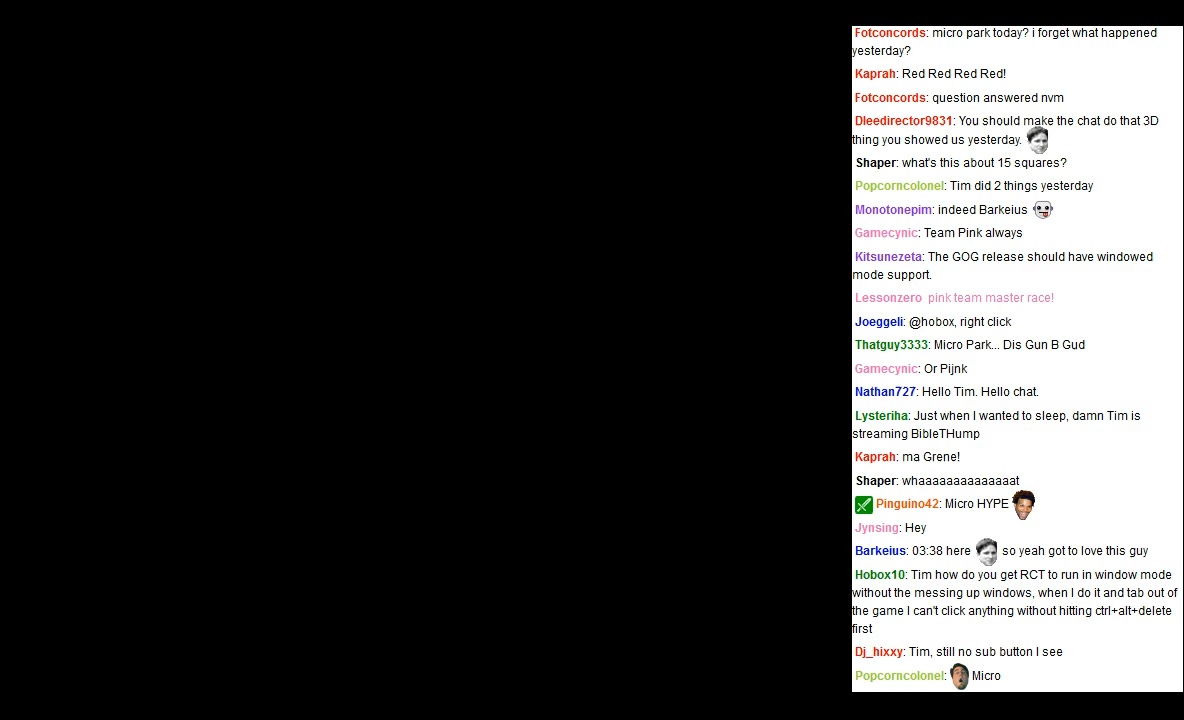 Fotconcords: micro park today? i forget what happened
yesterday?
Kaprah: Red Red Red Red!
Fotconcords: question answered nvm
Dleedirector9831: You should make the chat do that 3D
thing you showed us yesterday.
Shaper: what's this about 15 squares?
Popcorncolonel: Tim did 2 things yesterday
Monotonepim: indeed Barkeius
Gamecynic: Team Pink always
Kitsunezeta: The GOG release should have windowed
mode support.
Lessonzero pink team master race!
Joeggeli: @hobox, right click
Thatguy3333: Micro Park... Dis Gun B Gud
Gamecynic: Or Pijnk
Nathan727: Hello Tim. Hello chat.
Lysteriha: Just when I wanted to sleep, damn Tim is
streaming BibleTHump
Kaprah: ma Grene!
Shaper: whaaaaaaaaaaaaaat
Pinguino42: Micro HYPE
Jynsing: Hey
Barkeius: 03:38 here so yeah got to love this guy
Hobox10: Tim how do you get RCT to run in window mode
without the messing up windows, when I do it and tab out of
the game I can't click anything without hitting ctrl+alt+delete
first
Dj_hixxy: Tim, still no sub button I see
Popcorncolonel: Micro